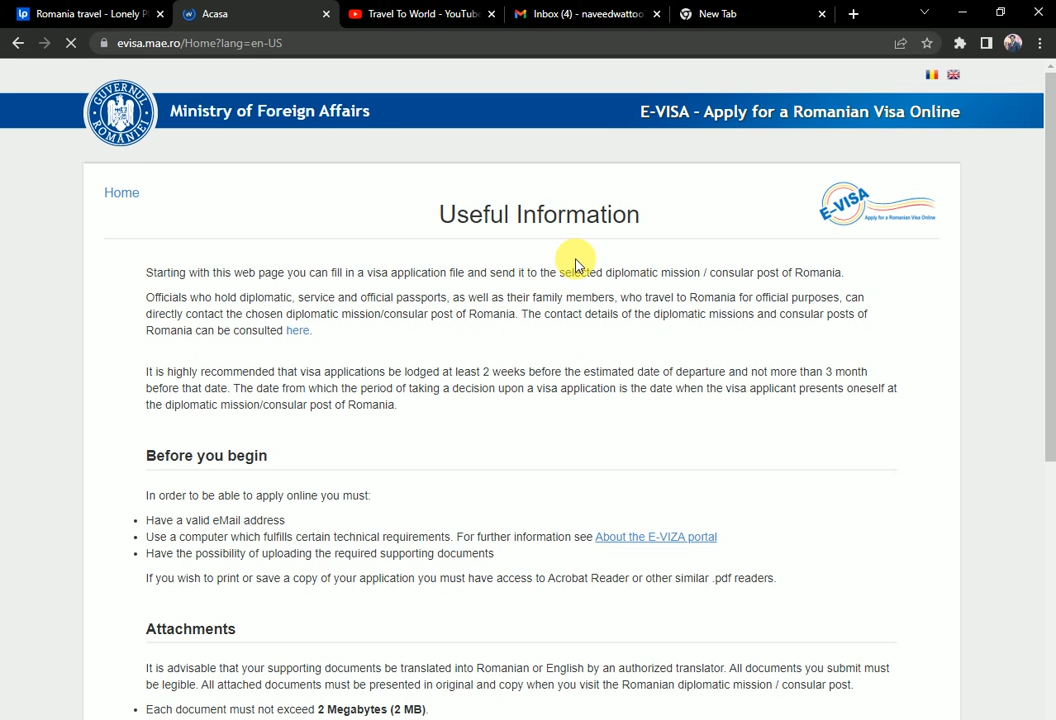 Romania travel - Lonely P
Acasa
Travel To World - YouTube
Inbox (4) - naveedwattoo
New Tab
evisa.mae.ro/Home?lang=en-US
GUVERNUL ROMÂNIEI
Ministry of Foreign Affairs
E-VISA - Apply for a Romanian Visa Online
Home
Useful Information
E-VISA
Apply for a Romanian Visa Online
Starting with this web page you can fill in a visa application file and send it to the selected diplomatic mission / consular post of Romania.
Officials who hold diplomatic, service and official passports, as well as their family members, who travel to Romania for official purposes, can
directly contact the chosen diplomatic mission/consular post of Romania. The contact details of the diplomatic missions and consular posts of
Romania can be consulted here.
It is highly recommended that visa applications be lodged at least 2 weeks before the estimated date of departure and not more than 3 month
before that date. The date from which the period of taking a decision upon a visa application is the date when the visa applicant presents oneself at
the diplomatic mission/consular post of Romania.
Before you begin
In order to be able to apply online you must:
• Have a valid eMail address
• Use a computer which fulfills certain technical requirements. For further information see About the E-VIZA portal
• Have the possibility of uploading the required supporting documents
If you wish to print or save a copy of your application you must have access to Acrobat Reader or other similar .pdf readers.
Attachments
It is advisable that your supporting documents be translated into Romanian or English by an authorized translator. All documents you submit must
be legible. All attached documents must be presented in original and copy when you visit the Romanian diplomatic mission / consular post.
• Each document must not exceed 2 Megabytes (2 MB).